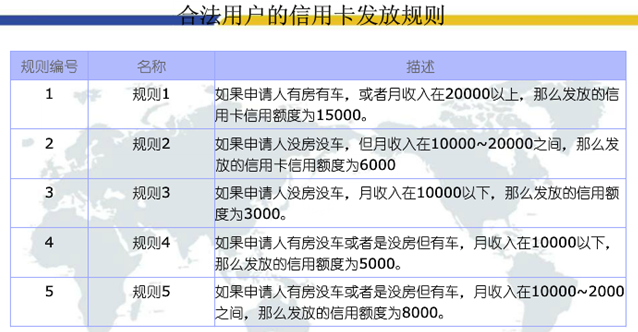 合法用户的信用卡发放规则
规则编号 名称 描述
1 规则1 如果申请人有房有车，或者月收入在20000以上，那么发放的信
用卡信用额度为15000。
2 规则2 如果申请人没房没车，但月收入在10000~20000之间，那么发
放的信用卡信用额度为6000
3 规则3 如果申请人没房没车，月收入在10000以下，那么发放的信用额
度为3000。
4 规则4 如果申请人有房没车或者是没房但有车，月收入在10000以下，
那么发放的信用额度为5000。
5 规则5 如果申请人有房没车或者是没房但有车，月收入在10000~2000
之间，那么发放的信用额度为8000。